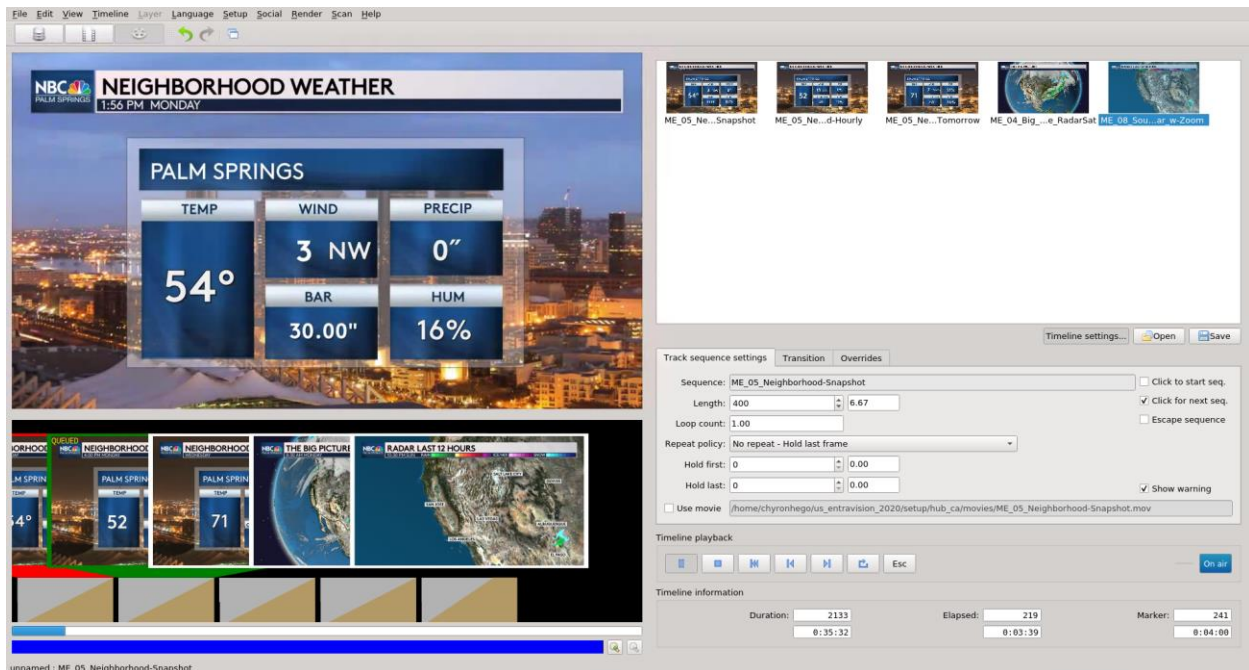 File Edit View Timeline Layer Language Setup Social Render Scan Help
NBC
PALM SPRINGS
NEIGHBORHOOD WEATHER
1:56 PM MONDAY
PALM SPRINGS
TEMP WIND PRECIP
54° 3 NW 0″
BAR HUM
30.00" 16%
ME_05_Ne...Snapshot ME_05_Ne...d-Hourly ME_05_Ne...Tomorrow ME_04_Big_...e_RadarSat ME_08_Sou...ar_w-Zoom
Timeline settings... Open Save
Track sequence settings Transition Overrides
Sequence: ME_05_Neighborhood-Snapshot Click to start seq.
Length: 400 6.67 Click for next seq.
Loop count: 1.00 Escape sequence
Repeat policy: No repeat - Hold last frame
Hold first: 0 0.00
Hold last: 0 0.00 Show warning
Use movie /home/chyronhego/us_entravision_2020/setup/hub_ca/movies/ME_05_Neighborhood-Snapshot.mov
QUEUED
NEIGHBORHOOD NEIGHBORHOOD THE BIG PICTURE RADAR LAST 12 HOURS
PALM SPRIN PALM SPRIN
TEMP TEMP
52 71
Timeline playback
Esc On air
Timeline information
Duration: 2133 Elapsed: 219 Marker: 241
0:35:32 0:03:39 0:04:00
unnamed : ME_05_Neighborhood-Snapshot